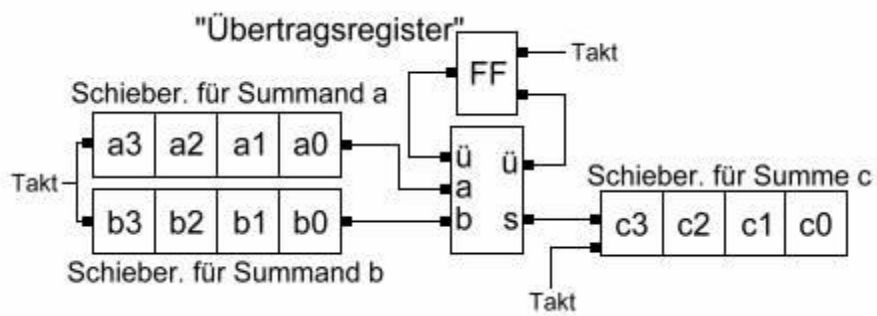 "Übertragsregister"
FF
Takt
Schieber. für Summand a
a3 a2 a1 a0
Takt
b3 b2 b1 b0
Schieber. für Summand b
ü ü
a
b s
Schieber. für Summe c
c3 c2 c1 c0
Takt